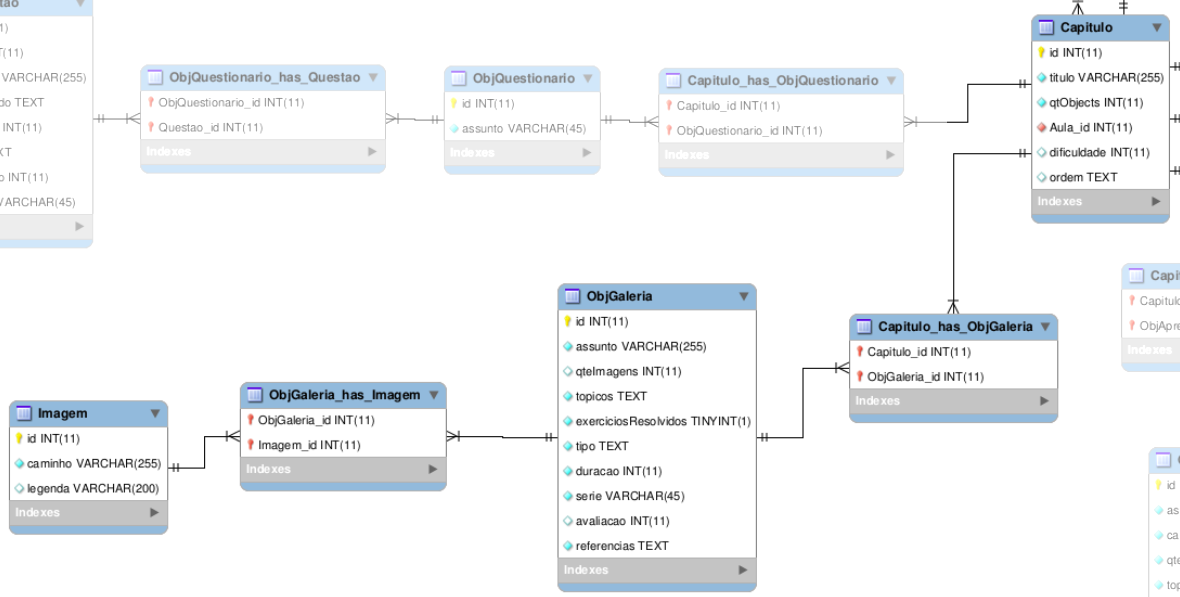 tao
1)
T(11)
VARCHAR(255)
do TEXT
INT(11)
XT
o INT(11)
VARCHAR(45)
ObjQuestionario_has_Questao
ObjQuestionario_id INT(11)
Questao_id INT(11)
Indexes
ObjQuestionario
id INT(11)
assunto VARCHAR(45)
Indexes
Capitulo_has_ObjQuestionario
Capitulo_id INT(11)
ObjQuestionario_id INT(11)
Indexes
Capitulo
id INT(11)
titulo VARCHAR(255)
qtObjects INT(11)
Aula_id INT(11)
dificuldade INT(11)
ordem TEXT
Indexes
Imagem
id INT(11)
caminho VARCHAR(255)
legenda VARCHAR(200)
Indexes
ObjGaleria_has_Imagem
ObjGaleria_id INT(11)
Imagem_id INT(11)
Indexes
ObjGaleria
id INT(11)
assunto VARCHAR(255)
qteImagens INT(11)
topicos TEXT
exerciciosResolvidos TINYINT(1)
tipo TEXT
duracao INT(11)
serie VARCHAR(45)
avaliacao INT(11)
referencias TEXT
Indexes
Capitulo_has_ObjGaleria
Capitulo_id INT(11)
ObjGaleria_id INT(11)
Indexes
Capi
Capitulo
ObjApre
Indexes
id
as
ca
qte
top